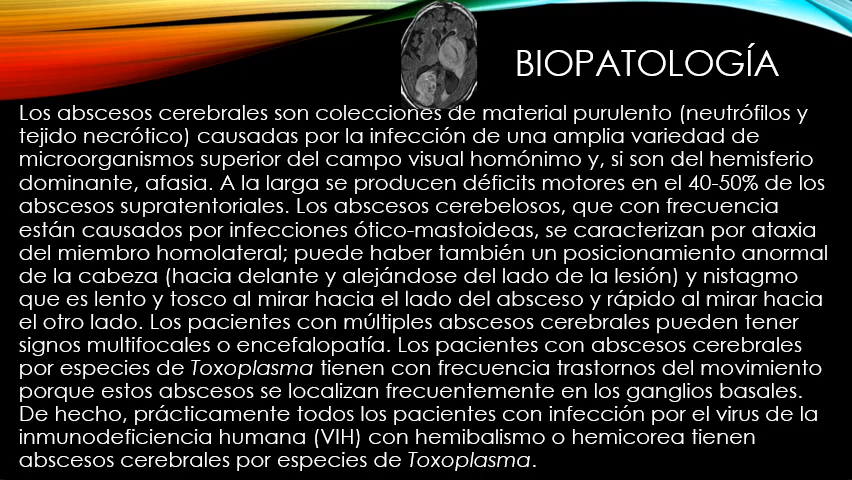 BIOPATOLOGÍA
Los abscesos cerebrales son colecciones de material purulento (neutrófilos y
tejido necrótico) causadas por la infección de una amplia variedad de
microorganismos superior del campo visual homónimo y, si son del hemisferio
dominante, afasia. A la larga se producen déficits motores en el 40-50% de los
abscesos supratentoriales. Los abscesos cerebelosos, que con frecuencia
están causados por infecciones ótico-mastoideas, se caracterizan por ataxia
del miembro homolateral; puede haber también un posicionamiento anormal
de la cabeza (hacia delante y alejándose del lado de la lesión) y nistagmo
que es lento y tosco al mirar hacia el lado del absceso y rápido al mirar hacia
el otro lado. Los pacientes con múltiples abscesos cerebrales pueden tener
signos multifocales o encefalopatía. Los pacientes con abscesos cerebrales
por especies de Toxoplasma tienen con frecuencia trastornos del movimiento
porque estos abscesos se localizan frecuentemente en los ganglios basales.
De hecho, prácticamente todos los pacientes con infección por el virus de la
inmunodeficiencia humana (VIH) con hemibalismo o hemicorea tienen
abscesos cerebrales por especies de Toxoplasma.